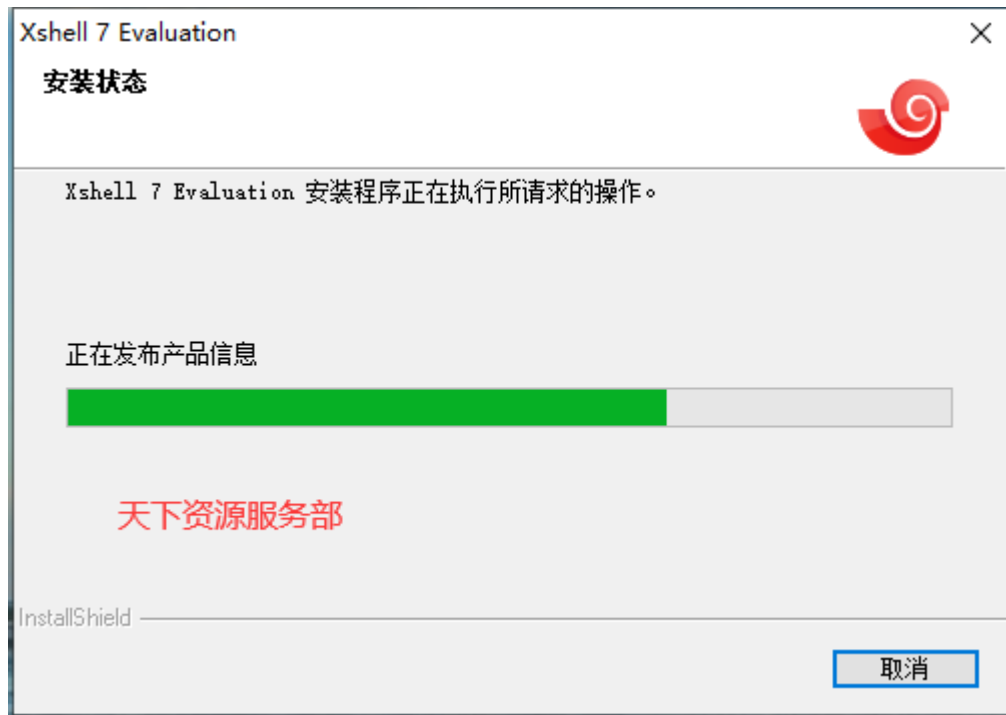 Xshell 7 Evaluation
安装状态
Xshell 7 Evaluation 安装程序正在执行所请求的操作。
正在发布产品信息
天下资源服务部
InstallShield
取消